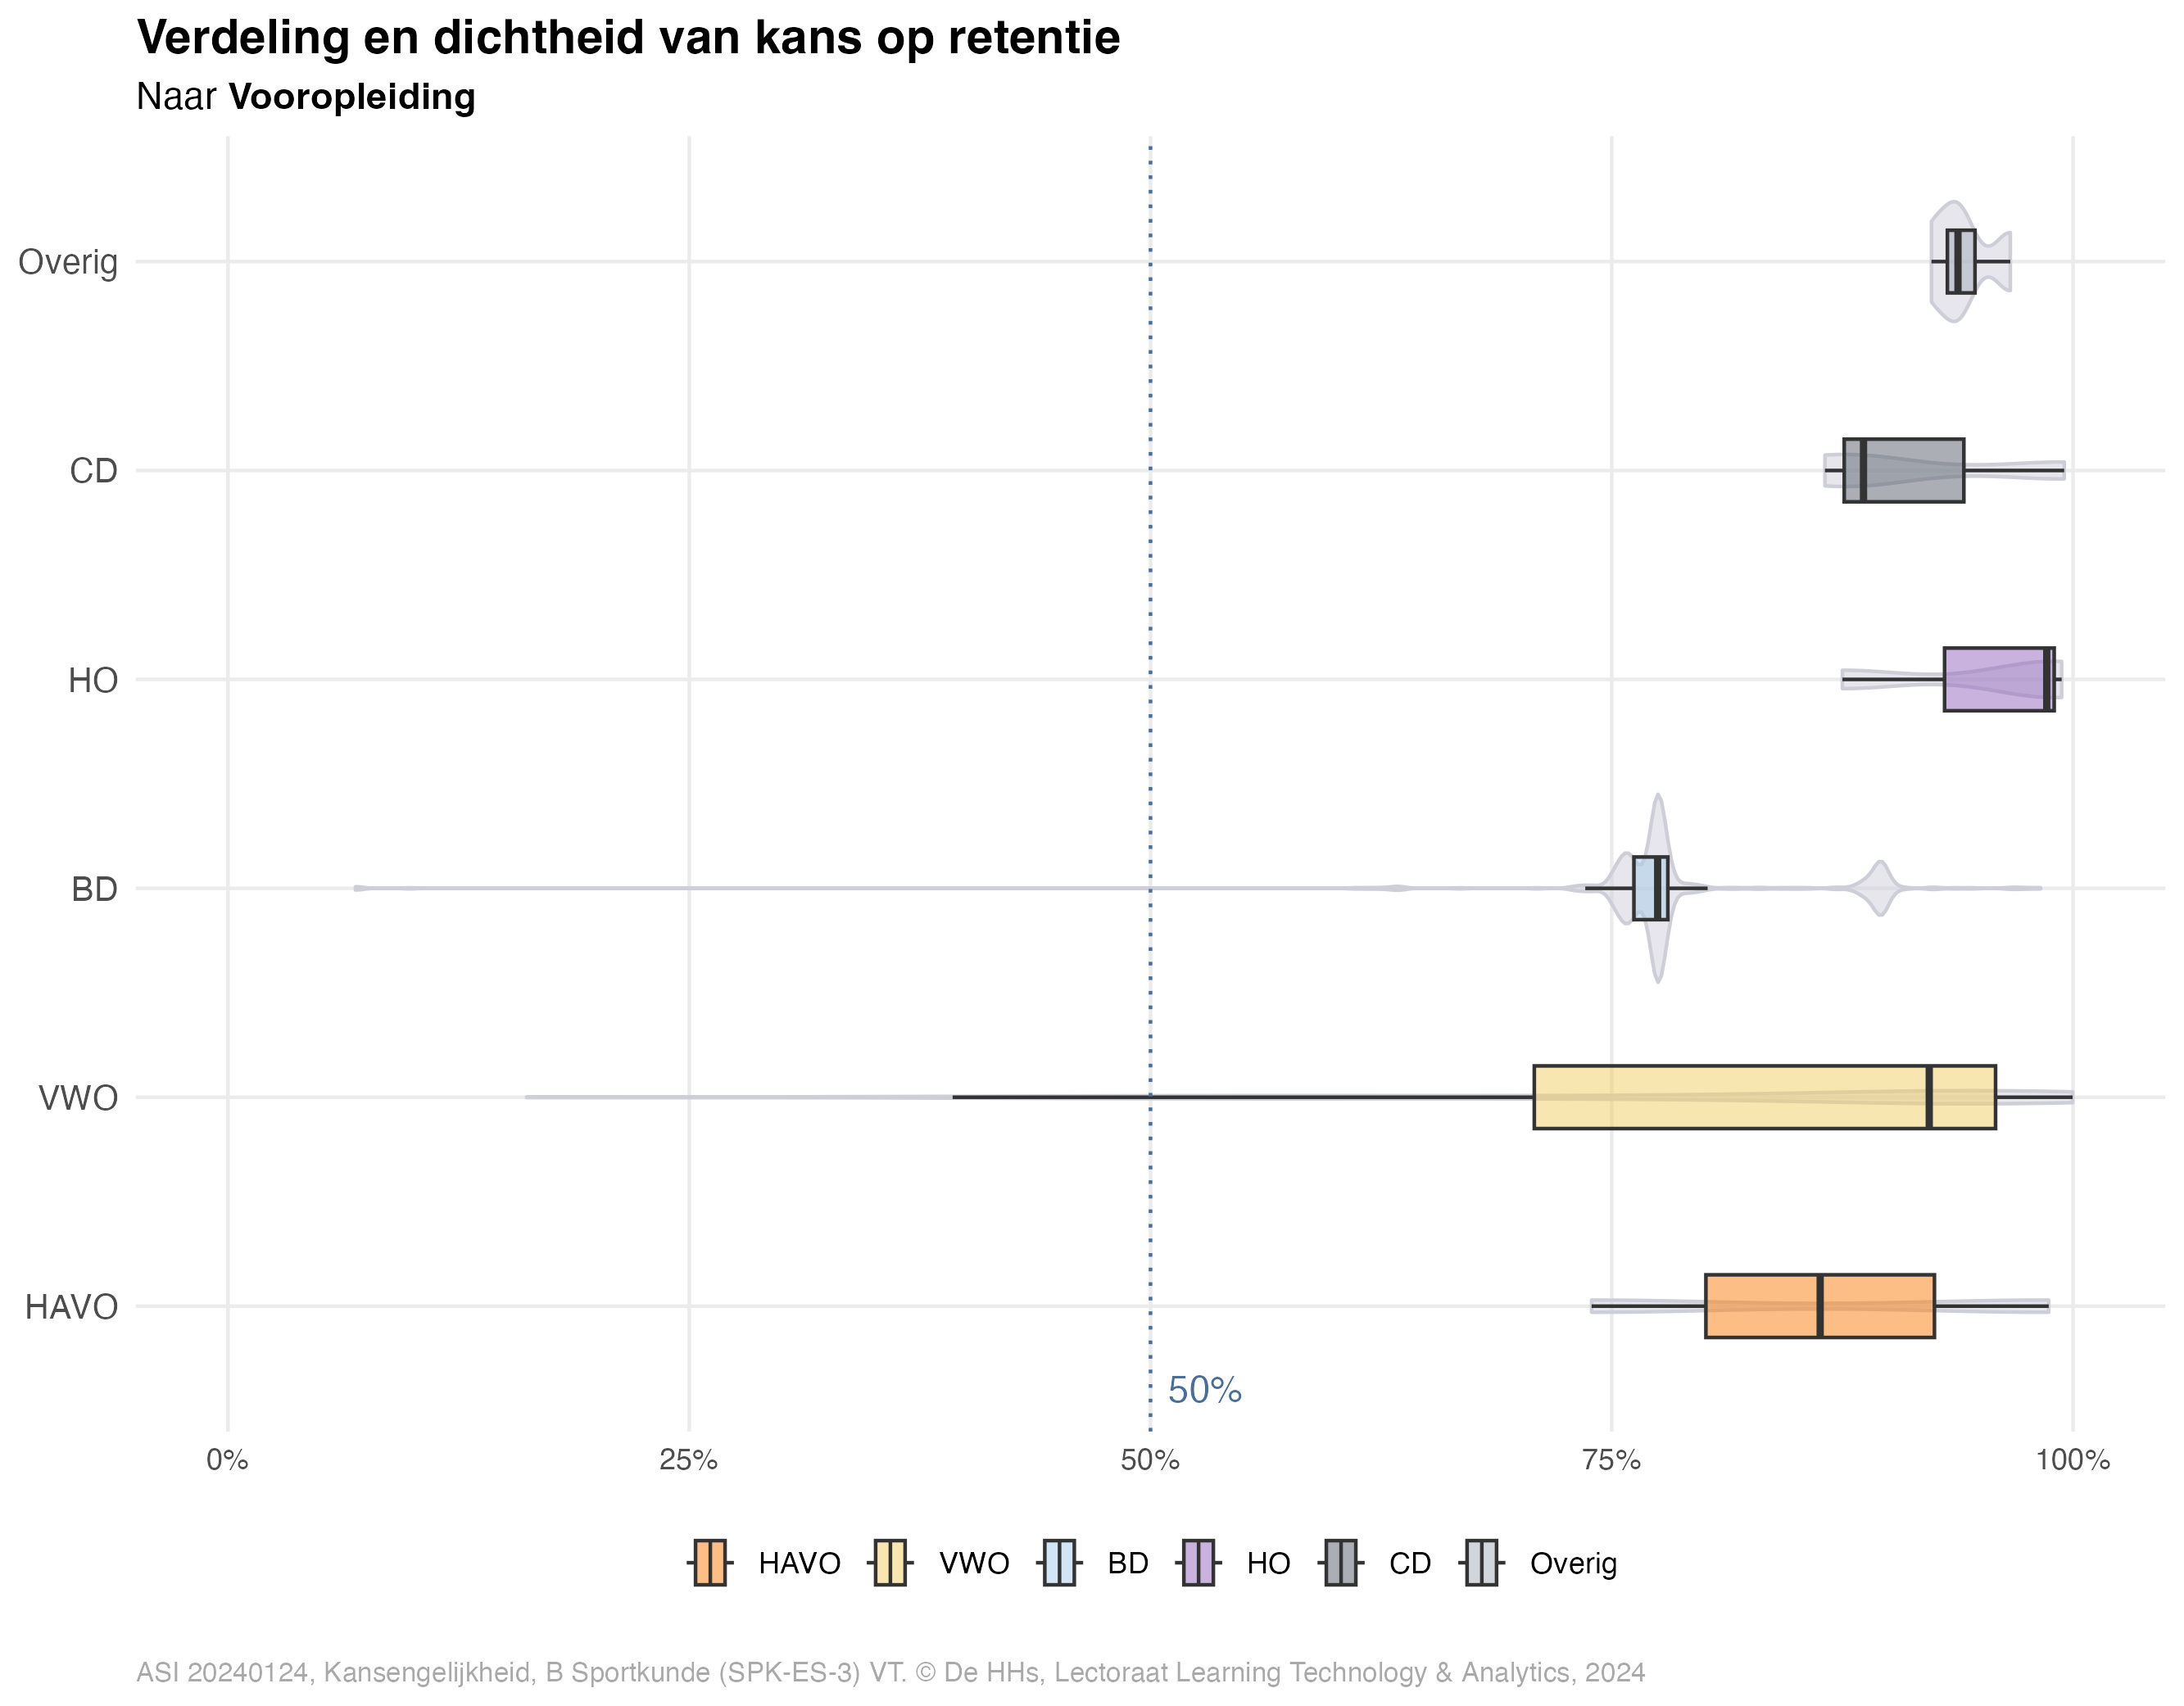 Verdeling en dichtheid van kans op retentie
Naar Vooropleiding
Overig
CD
HO
BD
VWO
HAVO
50%
0% 25% 50% 75% 100%
HAVO VWO BD HO CD Overig
ASI 20240124, Kansengelijkheid, B Sportkunde (SPK-ES-3) VT. © De HHs, Lectoraat Learning Technology & Analytics, 2024